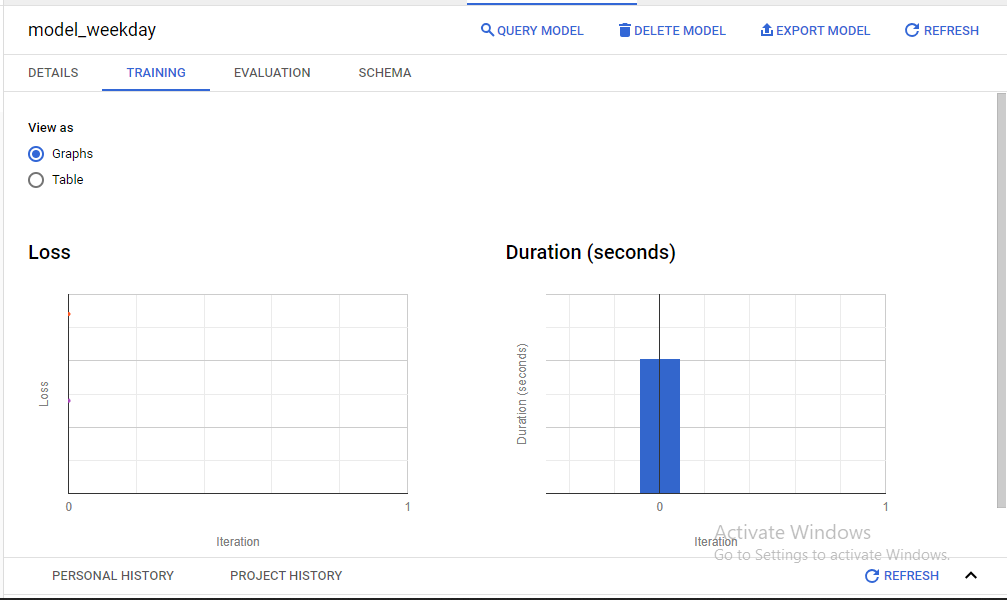 model_weekday
QUERY MODEL
DELETE MODEL
EXPORT MODEL
REFRESH
DETAILS
TRAINING
EVALUATION
SCHEMA
View as
Graphs
Table
Loss
Duration (seconds)
Loss
0
1
Iteration
Duration (seconds)
0
1
Iteration
Activate Windows
Go to Settings to activate Windows.
PERSONAL HISTORY
PROJECT HISTORY
REFRESH